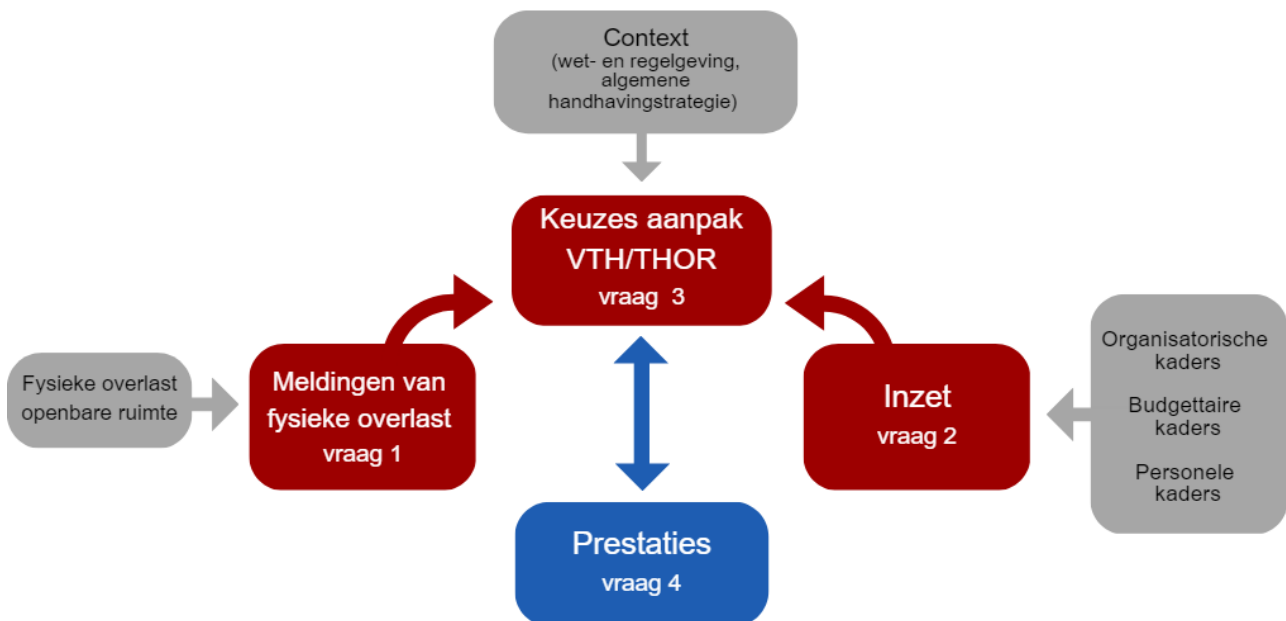 Context
(wet- en regelgeving,
algemene
handhavingstrategie)
Keuzes aanpak
VTH/THOR
vraag 3
Fysieke overlast
openbare ruimte
Meldingen van
fysieke overlast
vraag 1
Inzet
vraag 2
Organisatorische
kaders
Budgettaire
kaders
Personele
kaders
Prestaties
vraag 4